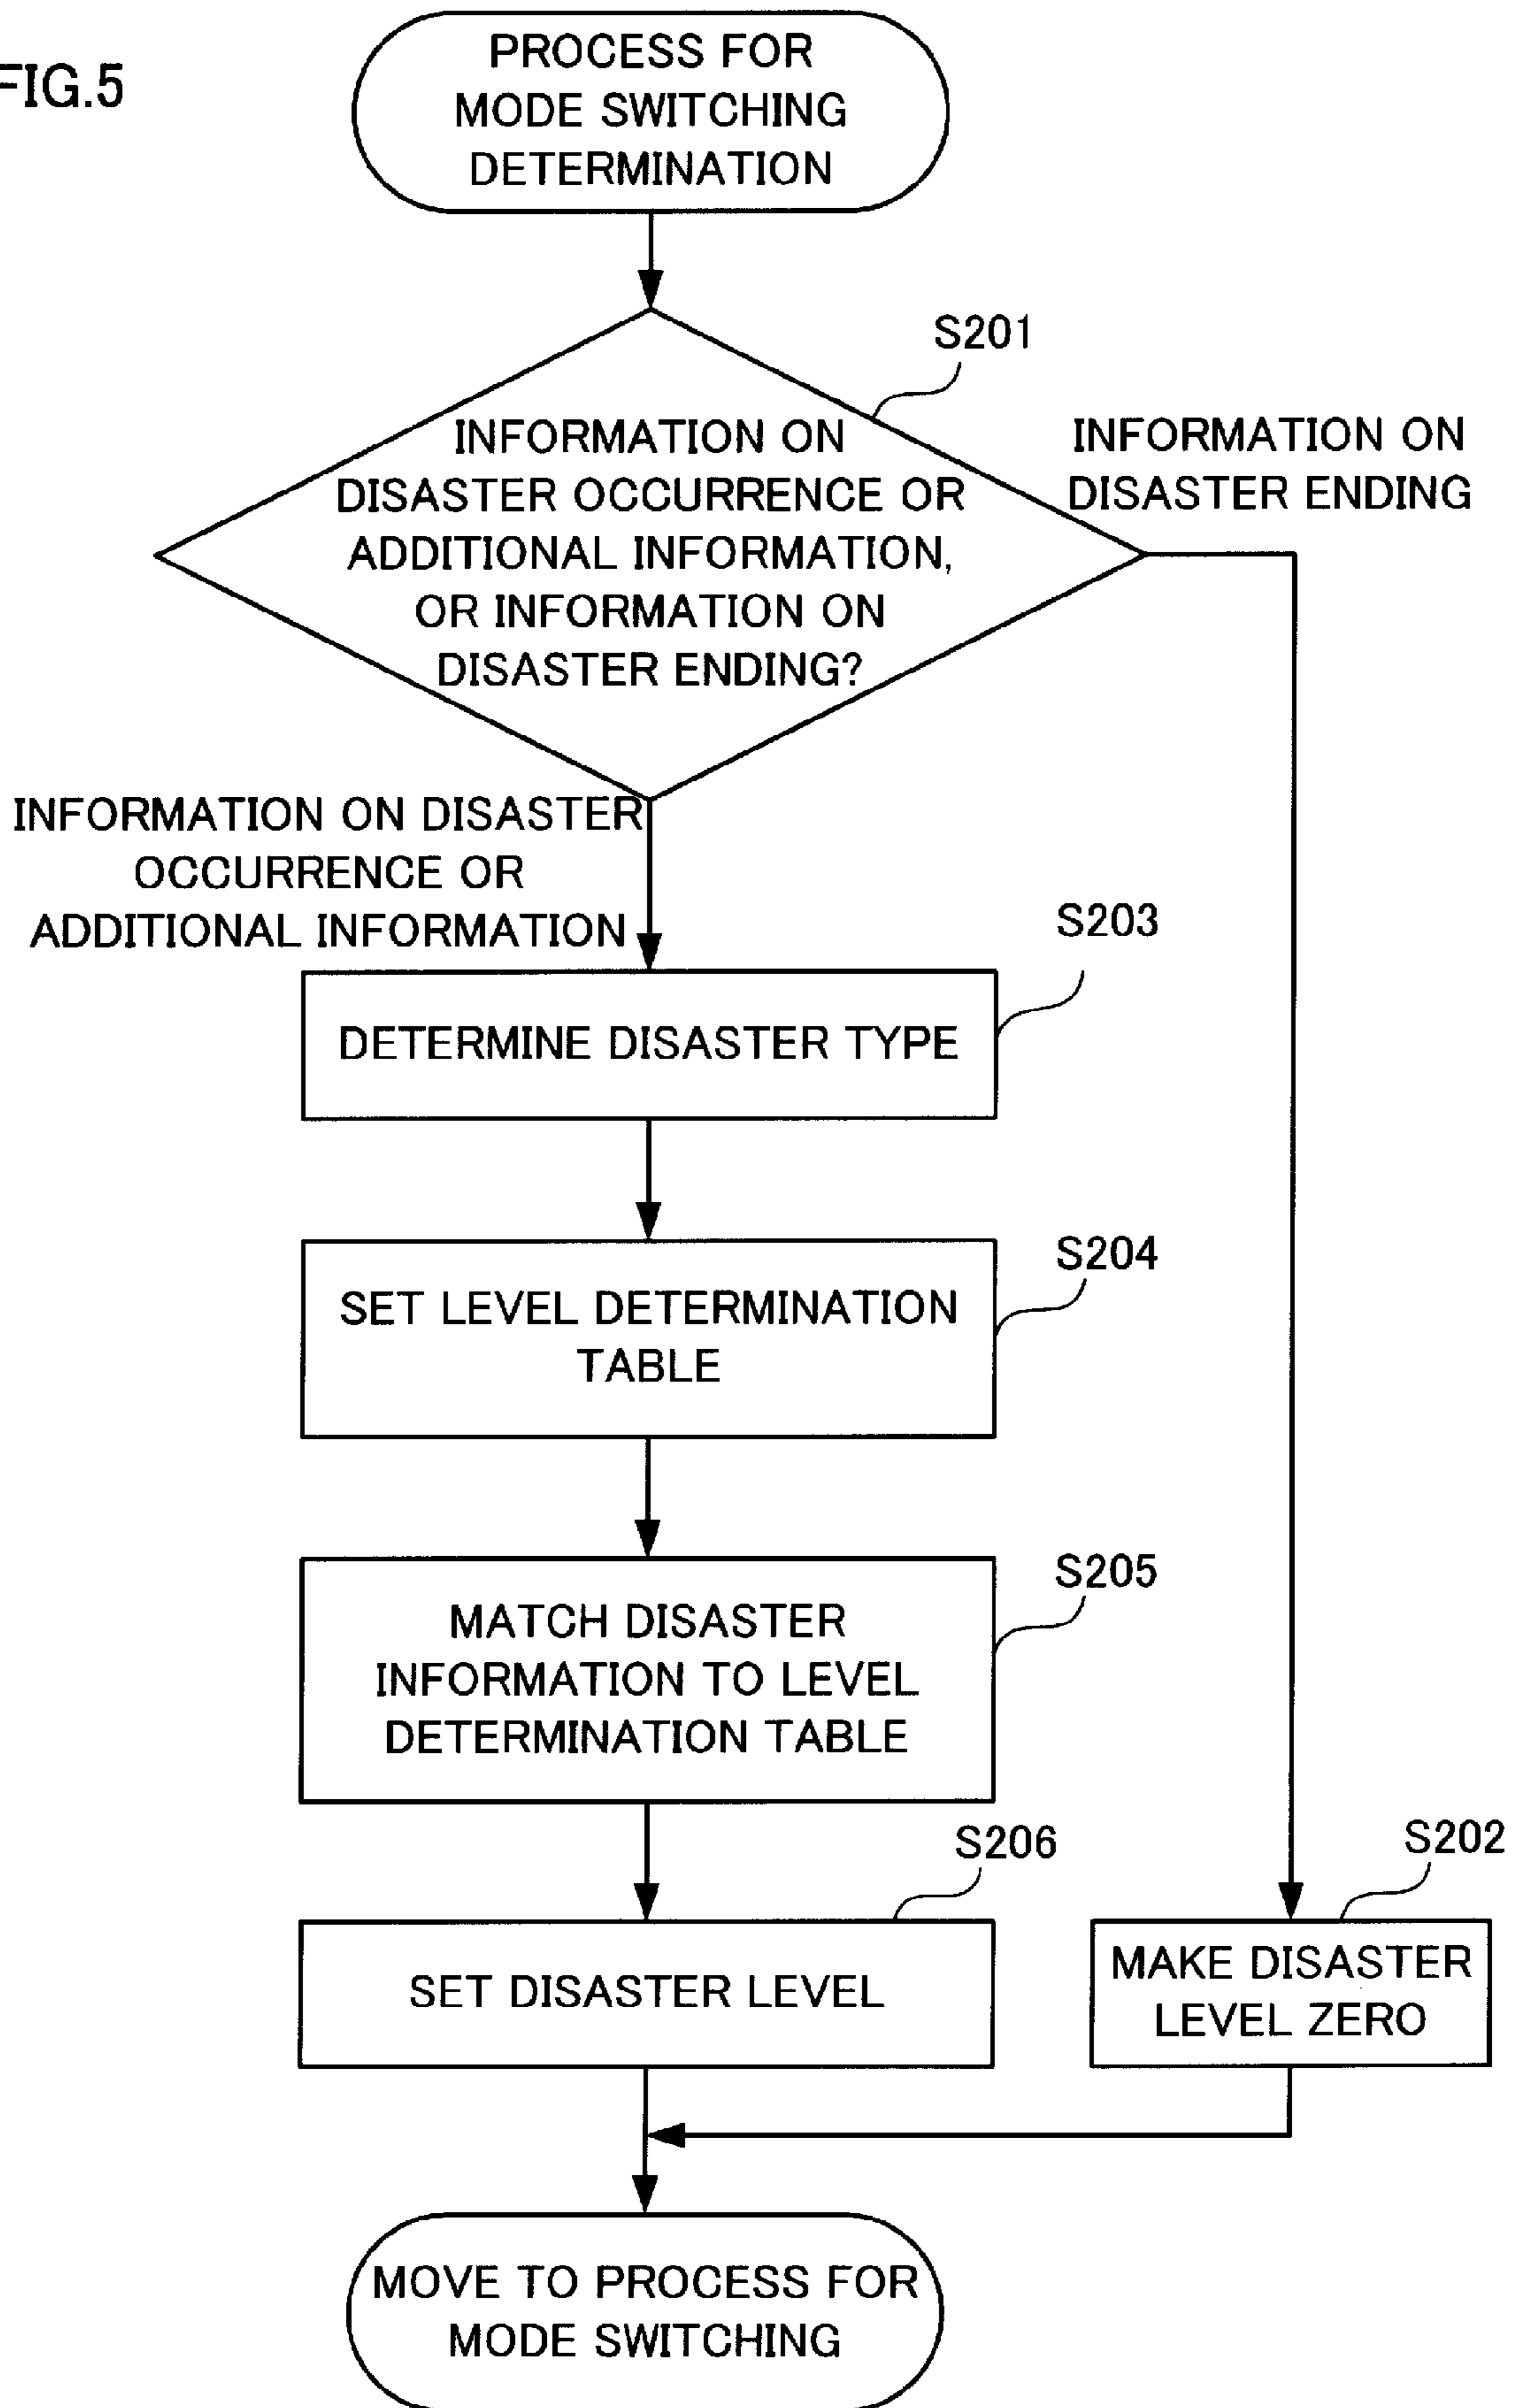 FIG.5
PROCESS FOR
MODE SWITCHING
DETERMINATION
S201
INFORMATION ON
DISASTER OCCURRENCE OR
ADDITIONAL INFORMATION,
OR INFORMATION ON
DISASTER ENDING?
INFORMATION ON
DISASTER ENDING
INFORMATION ON DISASTER
OCCURRENCE OR
ADDITIONAL INFORMATION
S203
DETERMINE DISASTER TYPE
S204
SET LEVEL DETERMINATION
TABLE
S205
MATCH DISASTER
INFORMATION TO LEVEL
DETERMINATION TABLE
S206
SET DISASTER LEVEL
S202
MAKE DISASTER
LEVEL ZERO
MOVE TO PROCESS FOR
MODE SWITCHING